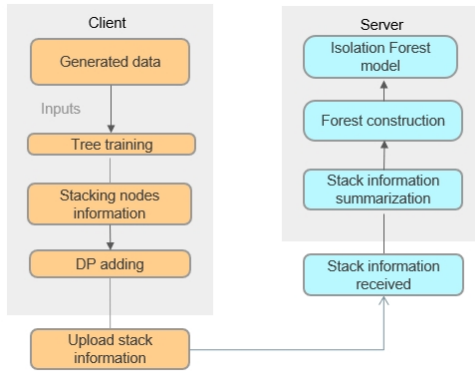 Client
Generated data
Inputs
Tree training
Stacking nodes
information
DP adding
Upload stack
information
Server
Isolation Forest
model
Forest construction
Stack information
summarization
Stack information
received